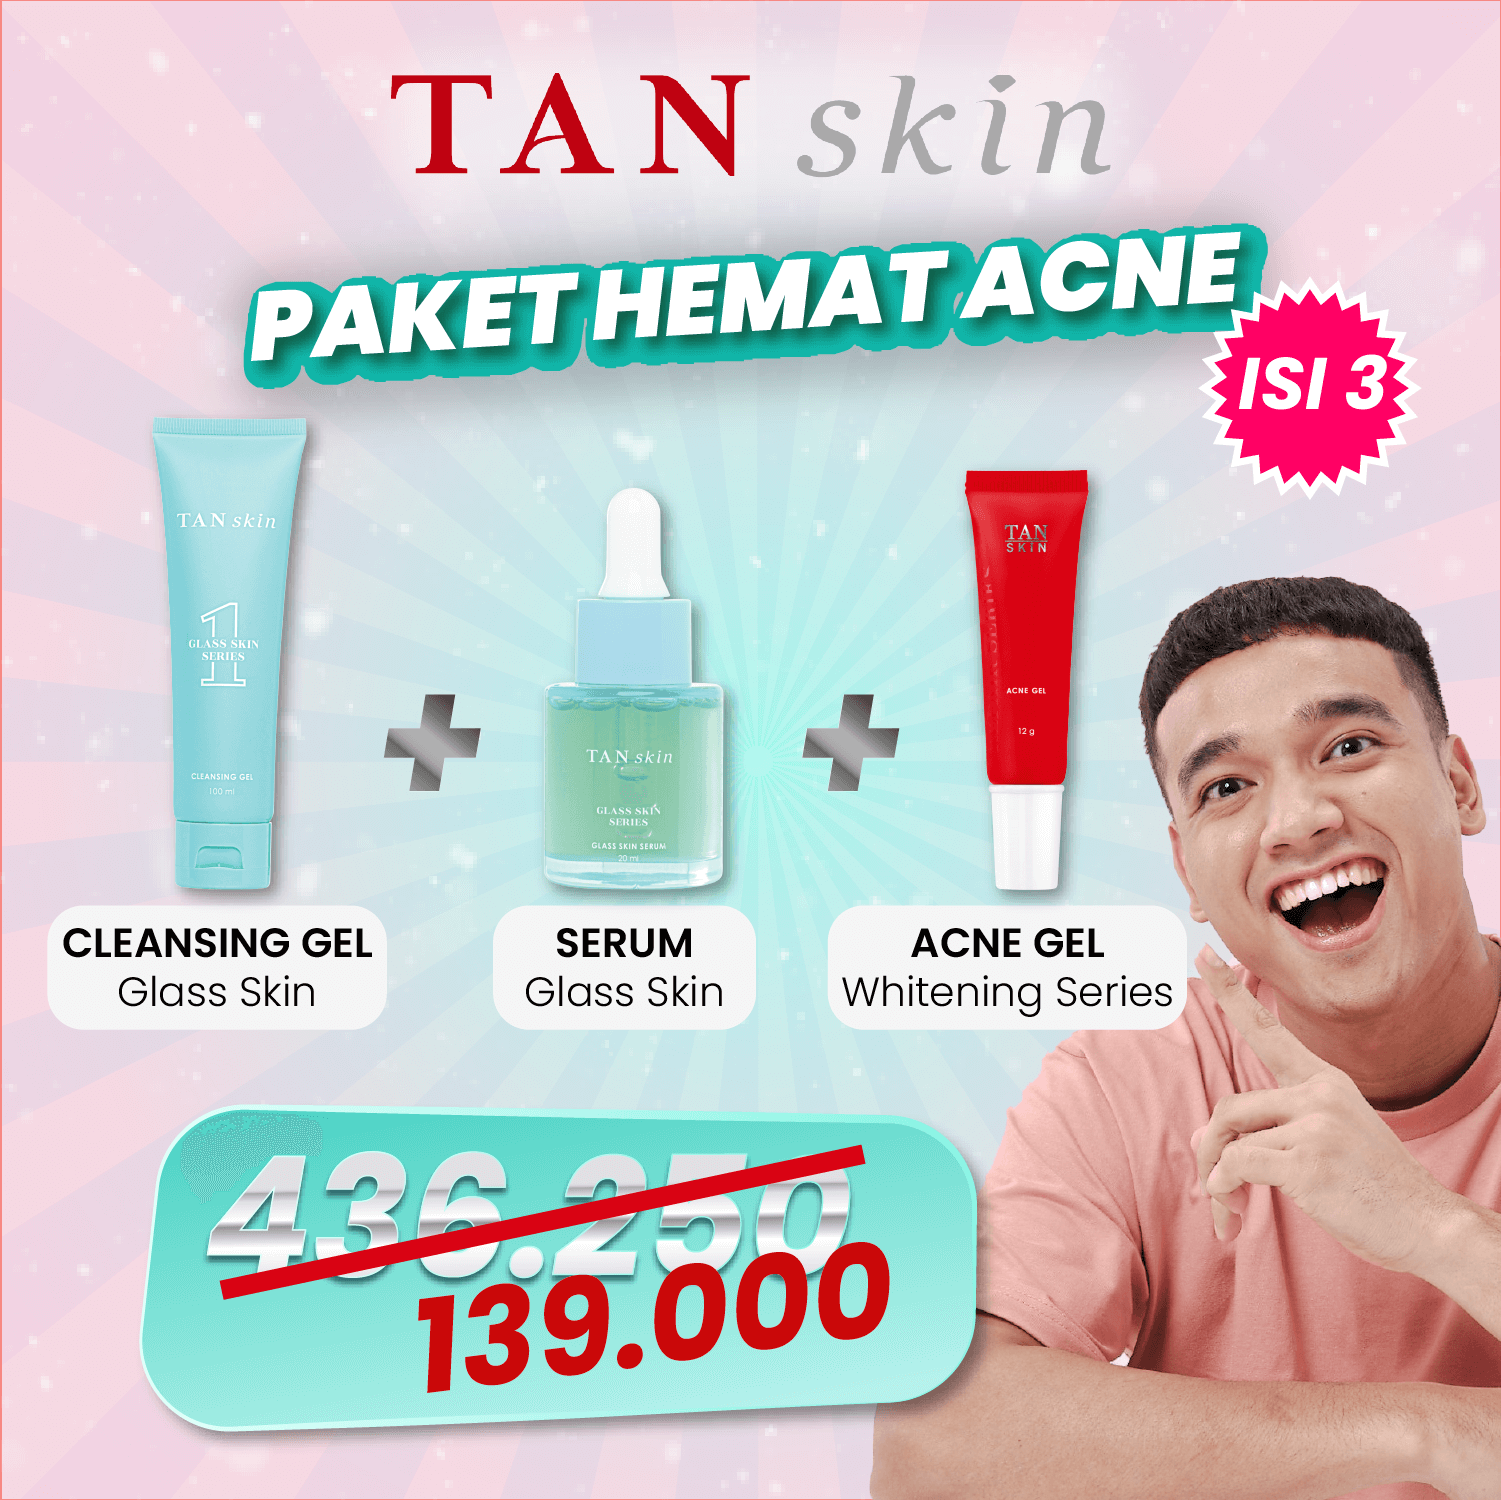 TAN skin
PAKET HEMAT ACNE
ISI 3
TAN skin
1
GLASS SKIN
SERIES
CLEANSING GEL
100 ml
TAN skin
GLASS SKIN
SERIES
GLASS SKIN SERUM
20 ml
TAN
SKIN
ACNE GEL
12 g
CLEANSING GEL
Glass Skin
SERUM
Glass Skin
ACNE GEL
Whitening Series
436.250
139.000